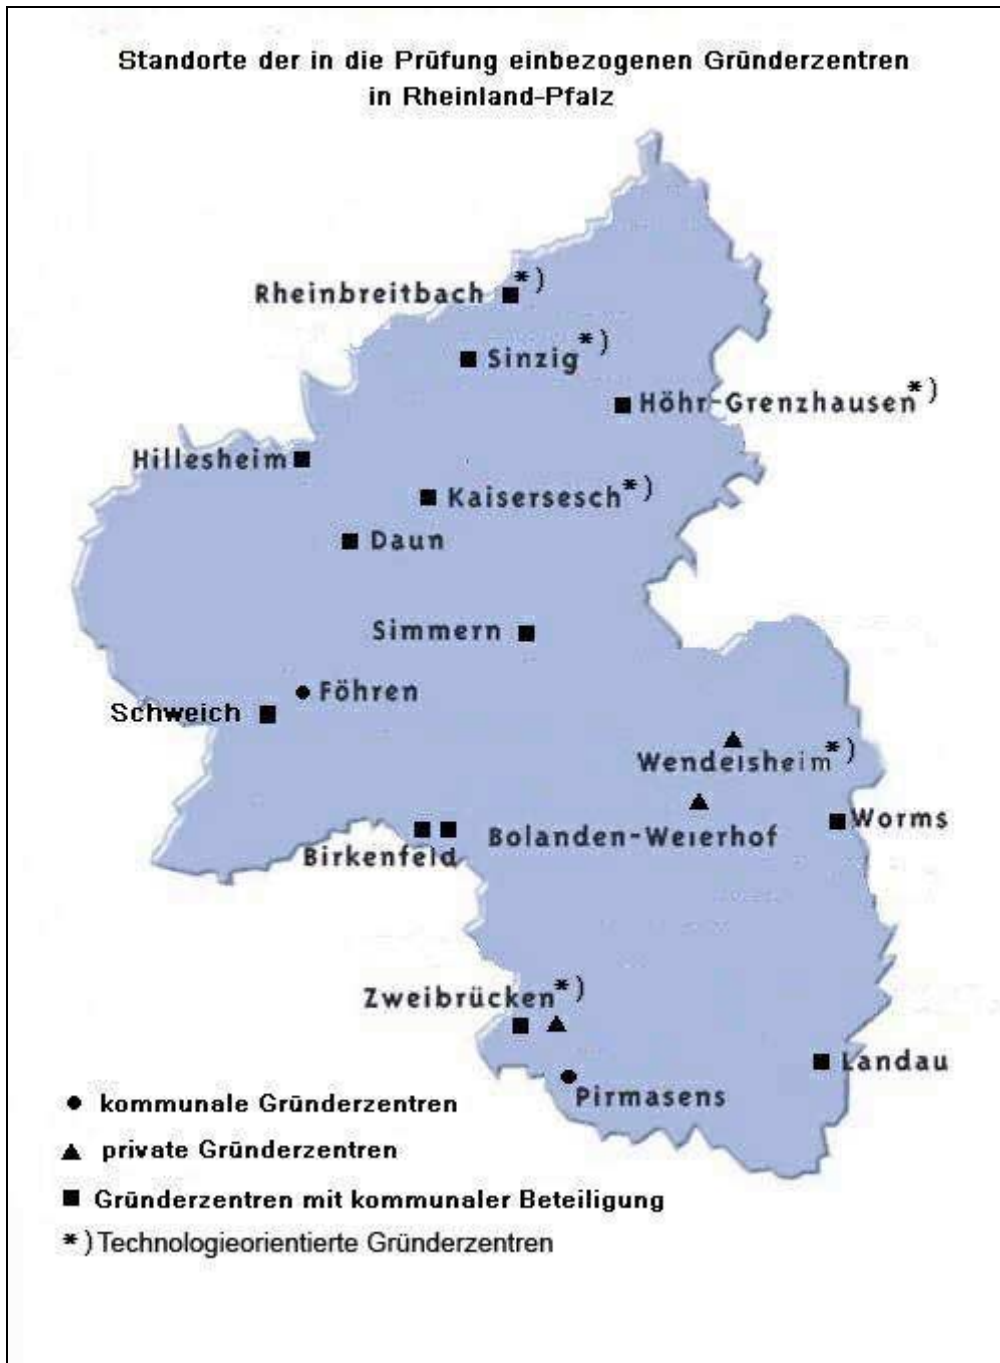 Standorte der in die Prüfung einbezogenen Gründerzentren
in Rheinland-Pfalz
Rheinbreitbach *)
Sinzig *)
Höhr-Grenzhausen *)
Hillesheim
Kaisersesch *)
Daun
Simmern
Föhren
Schweich
Wendelsheim *)
Worms
Bolanden-Weierhof
Birkenfeld
Zweibrücken *)
Landau
Pirmasens
kommunale Gründerzentren
private Gründerzentren
Gründerzentren mit kommunaler Beteiligung
*) Technologieorientierte Gründerzentren